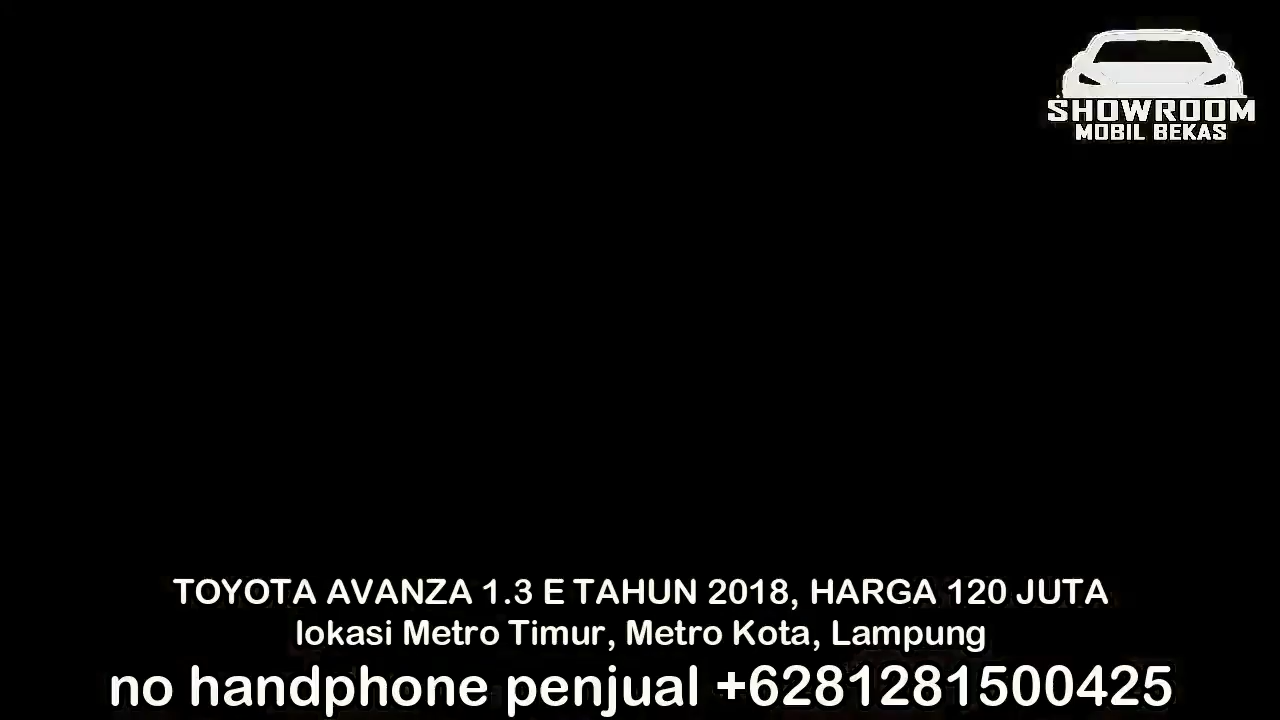 SHOWROOM
MOBIL BEKAS
TOYOTA AVANZA 1.3 E TAHUN 2018, HARGA 120 JUTA
lokasi Metro Timur, Metro Kota, Lampung
no handphone penjual +6281281500425